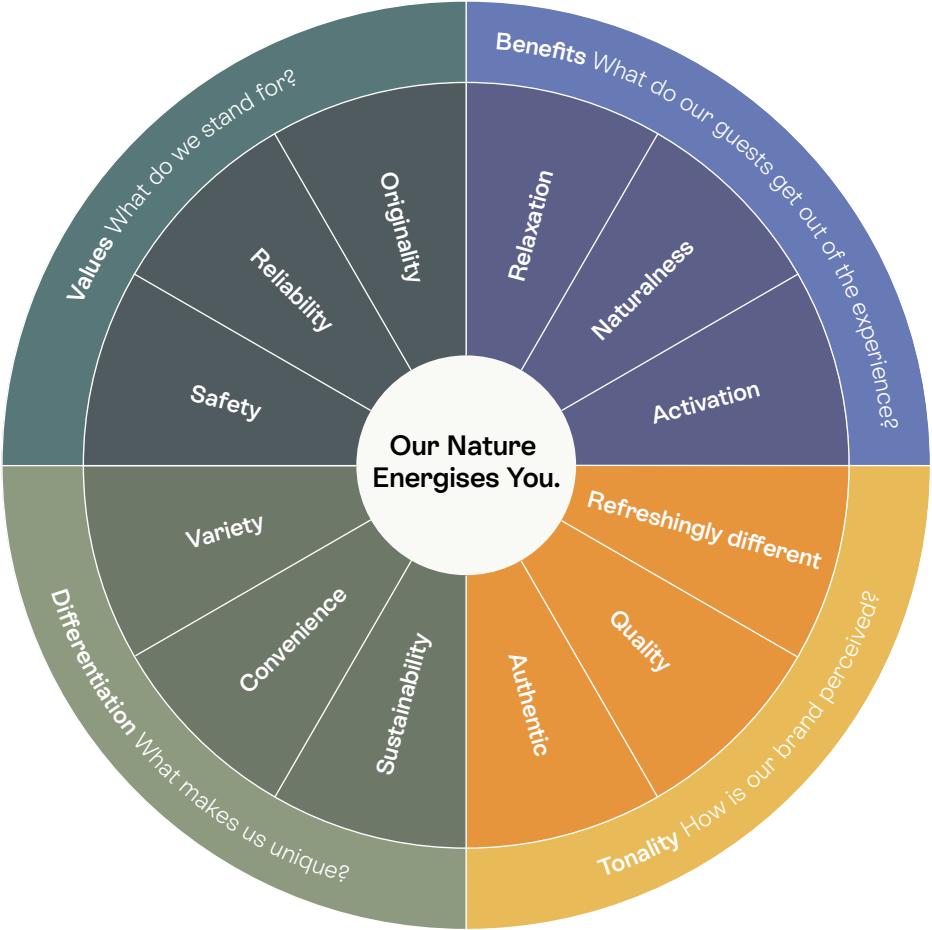 Our Nature
Energises You.
Values What do we stand for?
Safety
Reliability
Originality
Benefits What do our guests get out of the experience?
Relaxation
Naturalness
Activation
Tonality How is our brand perceived?
Refreshingly different
Quality
Authentic
Differentiation What makes us unique?
Sustainability
Convenience
Variety